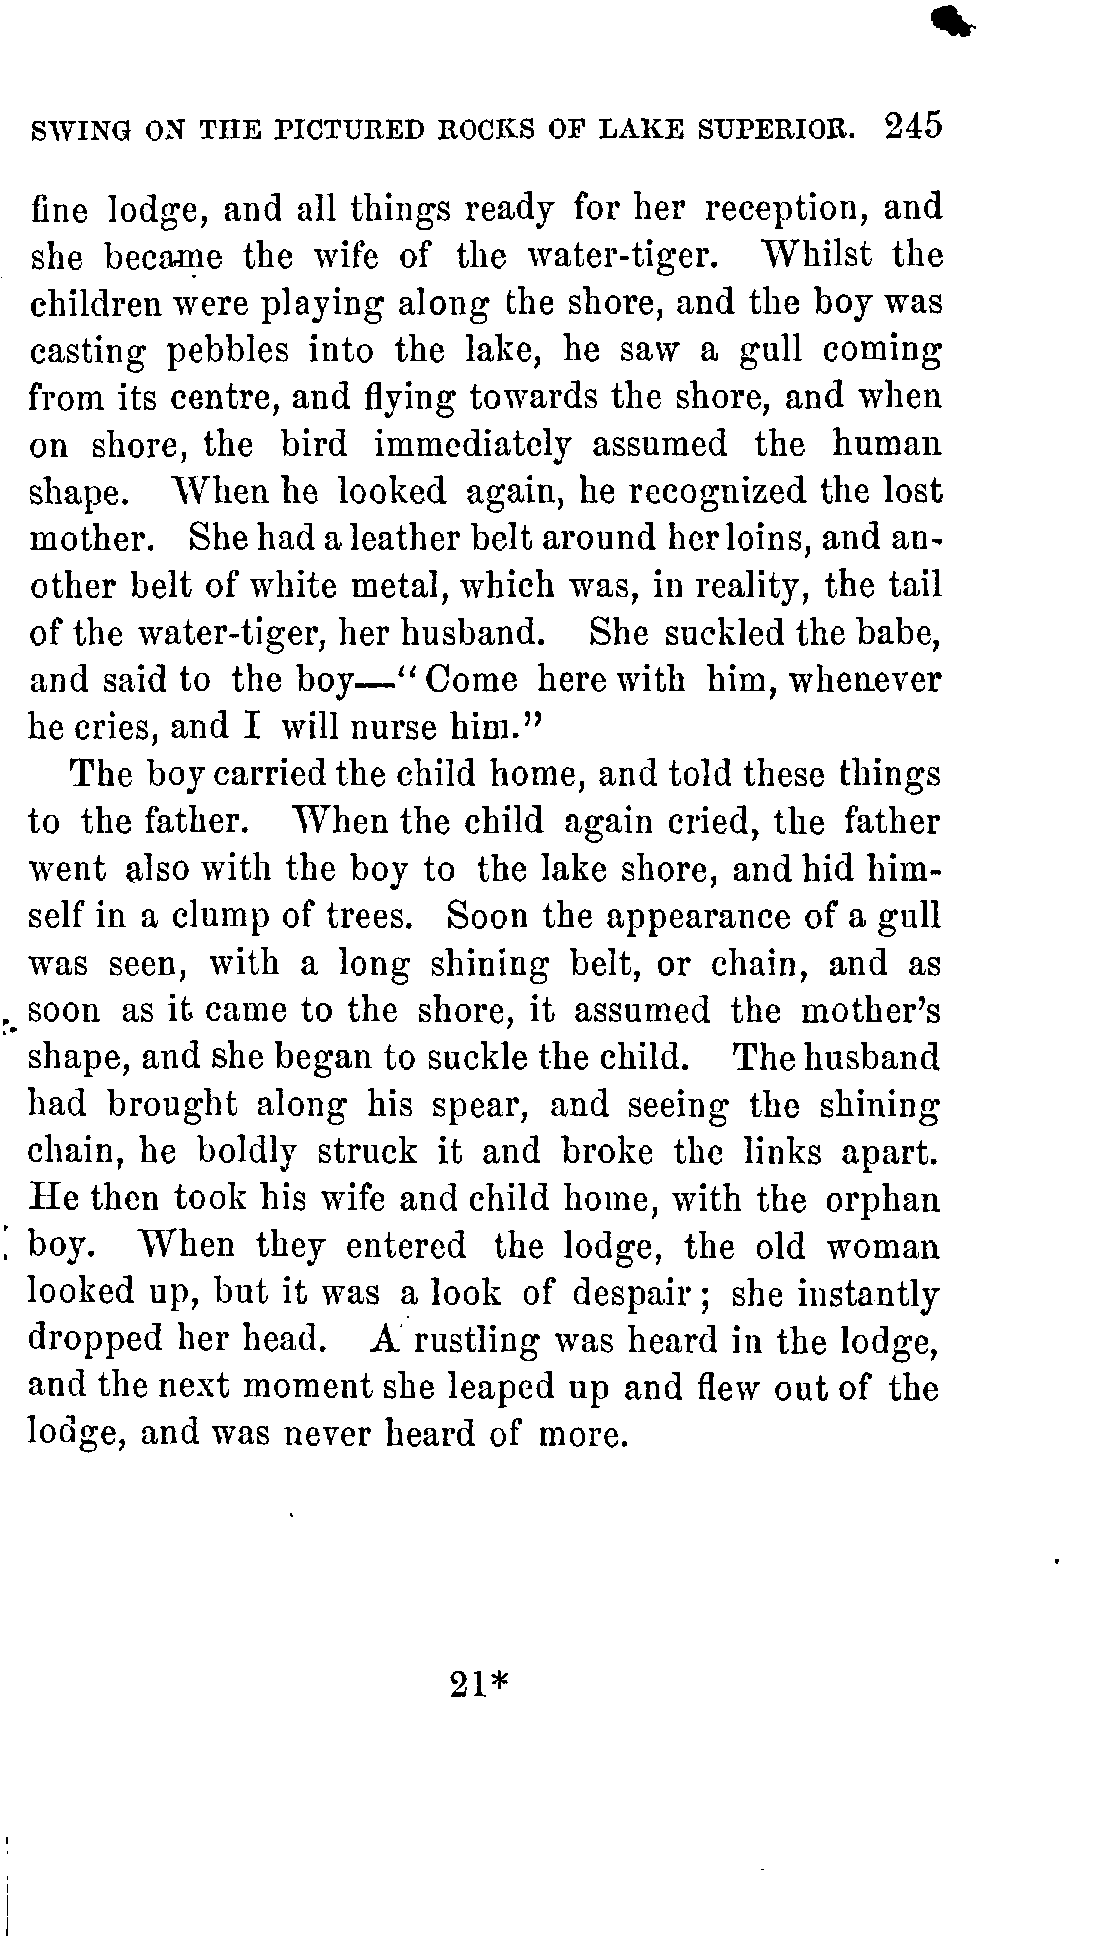 SWING ON THE PICTURED ROCKS OF LAKE SUPERIOR. 245
fine lodge, and all things ready for her reception, and
she became the wife of the water-tiger. Whilst the
children were playing along the shore, and the boy was
casting pebbles into the lake, he saw a gull coming
from its centre, and flying towards the shore, and when
on shore, the bird immediately assumed the human
shape. When he looked again, he recognized the lost
mother. She had a leather belt around her loins, and an-
other belt of white metal, which was, in reality, the tail
of the water-tiger, her husband. She suckled the babe,
and said to the boy—"Come here with him, whenever
he cries, and I will nurse him."
The boy carried the child home, and told these things
to the father. When the child again cried, the father
went also with the boy to the lake shore, and hid him-
self in a clump of trees. Soon the appearance of a gull
was seen, with a long shining belt, or chain, and as
soon as it came to the shore, it assumed the mother's
shape, and she began to suckle the child. The husband
had brought along his spear, and seeing the shining
chain, he boldly struck it and broke the links apart.
He then took his wife and child home, with the orphan
boy. When they entered the lodge, the old woman
looked up, but it was a look of despair; she instantly
dropped her head. A rustling was heard in the lodge,
and the next moment she leaped up and flew out of the
lodge, and was never heard of more.
21*